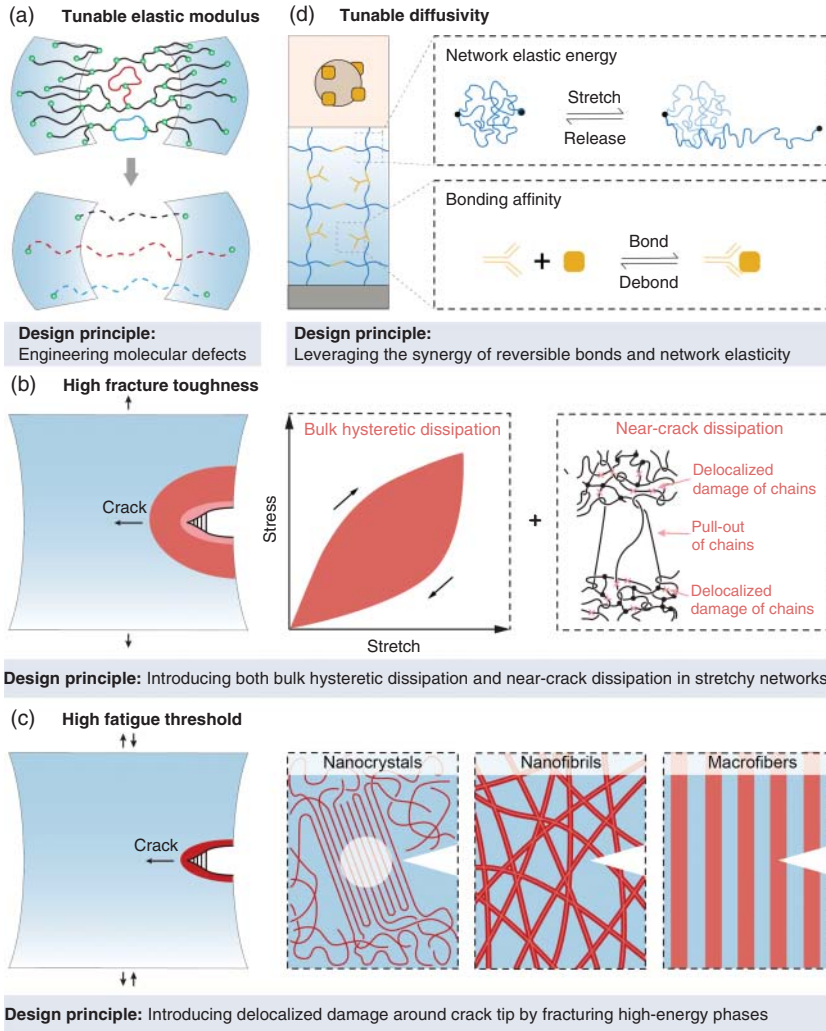 (a)
Tunable elastic modulus
Design principle:
Engineering molecular defects
(d)
Tunable diffusivity
Network elastic energy
Stretch
Release
Bonding affinity
+
Bond
Debond
Design principle:
Leveraging the synergy of reversible bonds and network elasticity
(b)
High fracture toughness
Crack
Bulk hysteretic dissipation
Stress
Stretch
+
Near-crack dissipation
Delocalized
damage of chains
Pull-out
of chains
Delocalized
damage of chains
Design principle: Introducing both bulk hysteretic dissipation and near-crack dissipation in stretchy networks
(c)
High fatigue threshold
Crack
Nanocrystals
Nanofibrils
Macrofibers
Design principle: Introducing delocalized damage around crack tip by fracturing high-energy phases